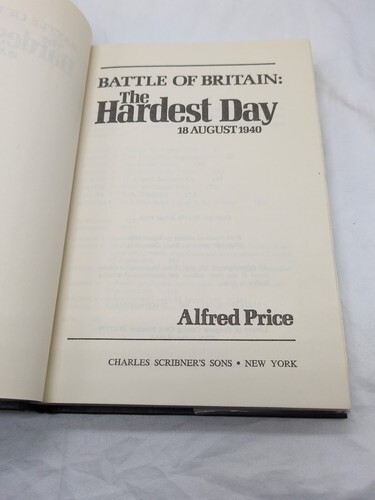 BATTLE OF BRITAIN:
The
Hardest Day
18 AUGUST 1940
Alfred Price
CHARLES SCRIBNER'S SONS • NEW YORK